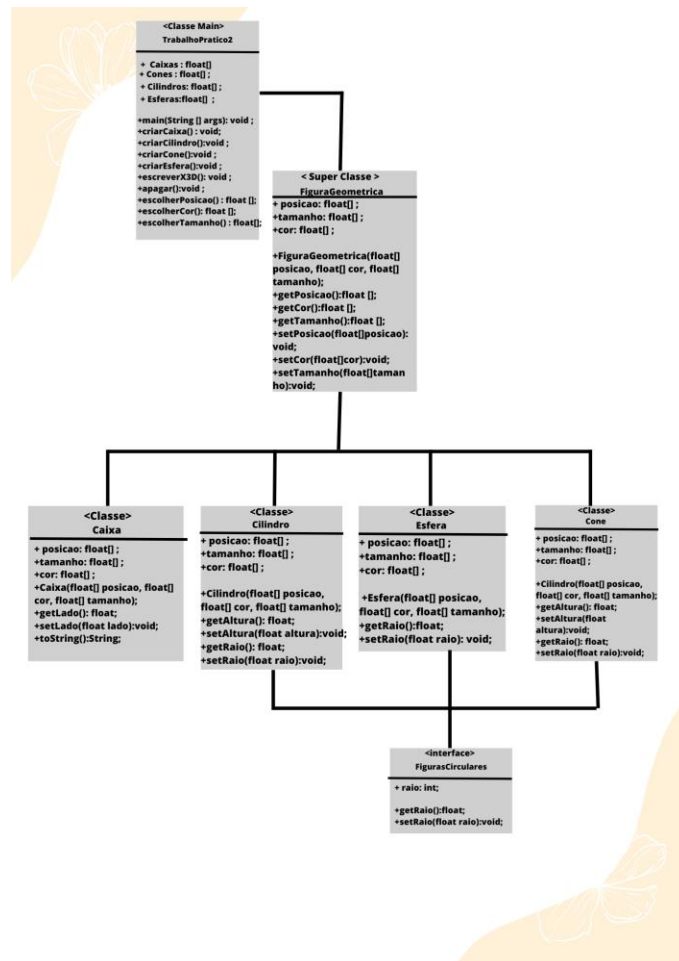 <Classe Main>
TrabalhoPratico2
+ Caixas : float[]
+ Cones : float[] ;
+ Cilindros: float[] ;
+ Esferas:float[] ;
+main(String [] args): void ;
+criarCaixa() : void;
+criarCilindro():void ;
+criarCone():void ;
+criarEsfera():void ;
+escreverX3D(): void ;
+apagar():void ;
+escolherPosicao() : float [];
+escolherCor(): float [];
+escolherTamanho() : float[];
< Super Classe >
FiguraGeometrica
+ posicao: float[] ;
+tamanho: float[] ;
+cor: float[] ;
+FiguraGeometrica(float[]
posicao, float[] cor, float[]
tamanho);
+getPosicao():float [];
+getCor():float [];
+getTamanho():float [];
+setPosicao(float[]posicao):
void;
+setCor(float[]cor):void;
+setTamanho(float[]taman
ho):void;
<Classe>
Caixa
+ posicao: float[] ;
+tamanho: float[] ;
+cor: float[] ;
+Caixa(float[] posicao, float[]
cor, float[] tamanho);
+getLado(): float;
+setLado(float lado):void;
+toString():String;
<Classe>
Cilindro
+ posicao: float[] ;
+tamanho: float[] ;
+cor: float[] ;
+Cilindro(float[] posicao,
float[] cor, float[] tamanho);
+getAltura(): float;
+setAltura(float altura):void;
+getRaio(): float;
+setRaio(float raio):void;
<Classe>
Esfera
+ posicao: float[] ;
+tamanho: float[] ;
+cor: float[] ;
+Esfera(float[] posicao,
float[] cor, float[] tamanho);
+getRaio():float;
+setRaio(float raio): void;
<Classe>
Cone
+ posicao: float[] ;
+tamanho: float[] ;
+cor: float[] ;
+Cilindro(float[] posicao,
float[] cor, float[] tamanho);
+getAltura(): float;
+setAltura(float
altura):void;
+getRaio(): float;
+setRaio(float raio):void;
<interface>
FigurasCirculares
+ raio: int;
+getRaio():float;
+setRaio(float raio):void;